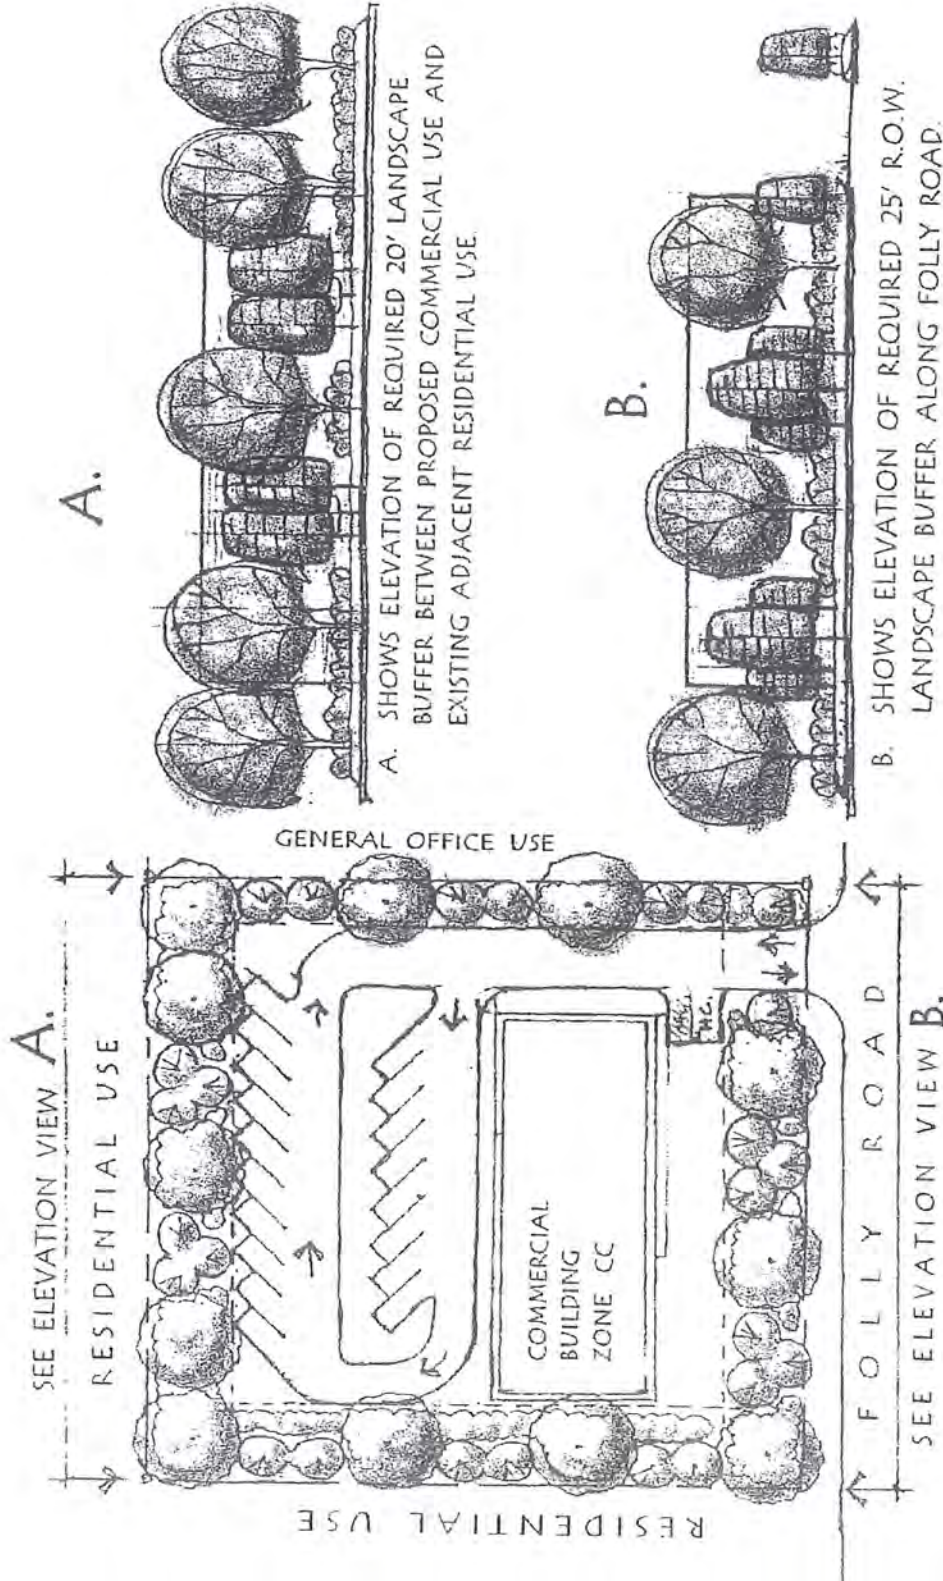 SEE ELEVATION VIEW A.
RESIDENTIAL USE
RESIDENTIAL USE
GENERAL OFFICE USE
COMMERCIAL
BUILDING
ZONE CC
H.C.
FOLLY ROAD
SEE ELEVATION VIEW B.
A.
A. SHOWS ELEVATION OF REQUIRED 20' LANDSCAPE
BUFFER BETWEEN PROPOSED COMMERCIAL USE AND
EXISTING ADJACENT RESIDENTIAL USE.
B.
B. SHOWS ELEVATION OF REQUIRED 25' R.O.W.
LANDSCAPE BUFFER ALONG FOLLY ROAD.